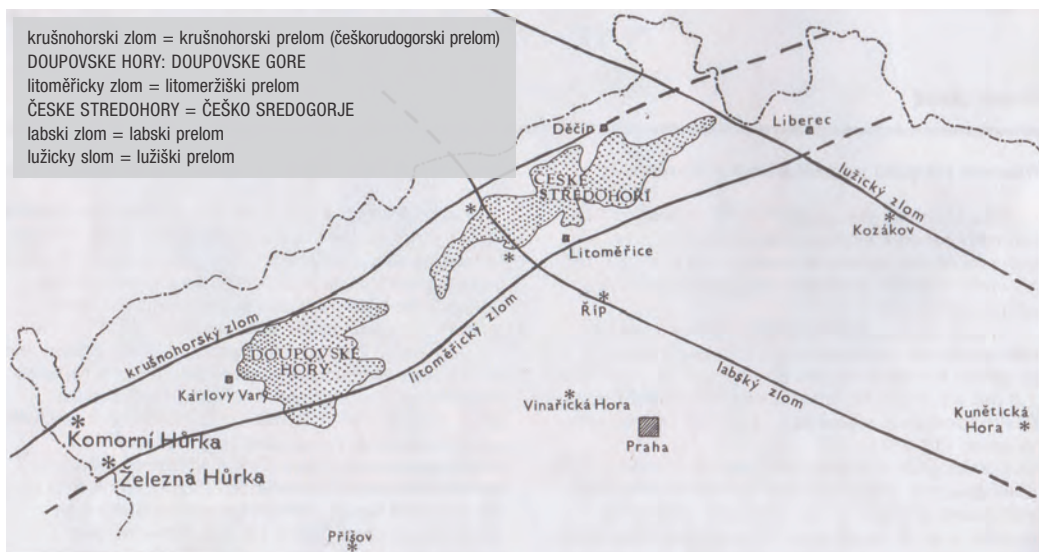 krušnohorski zlom = krušnohorski prelom (češkorudogorski prelom)
DOUPOVSKE HORY: DOUPOVSKE GORE
litoměřicky zlom = litomeržiški prelom
ČESKE STREDOHORY = ČEŠKO SREDOGORJE
labski zlom = labski prelom
lužicky slom = lužiški prelom
Děčín
Liberec
ČESKÉ
STŘEDOHOŘÍ
lužický zlom
Kozákov
Litoměřice
Říp
krušnohorský zlom
litoměřický zlom
DOUPOVSKÉ
HORY
Karlovy Vary
labský zlom
Vinařická Hora
Kunětická
Hora
Praha
Komorní Hůrka
Železná Hůrka
Příšov